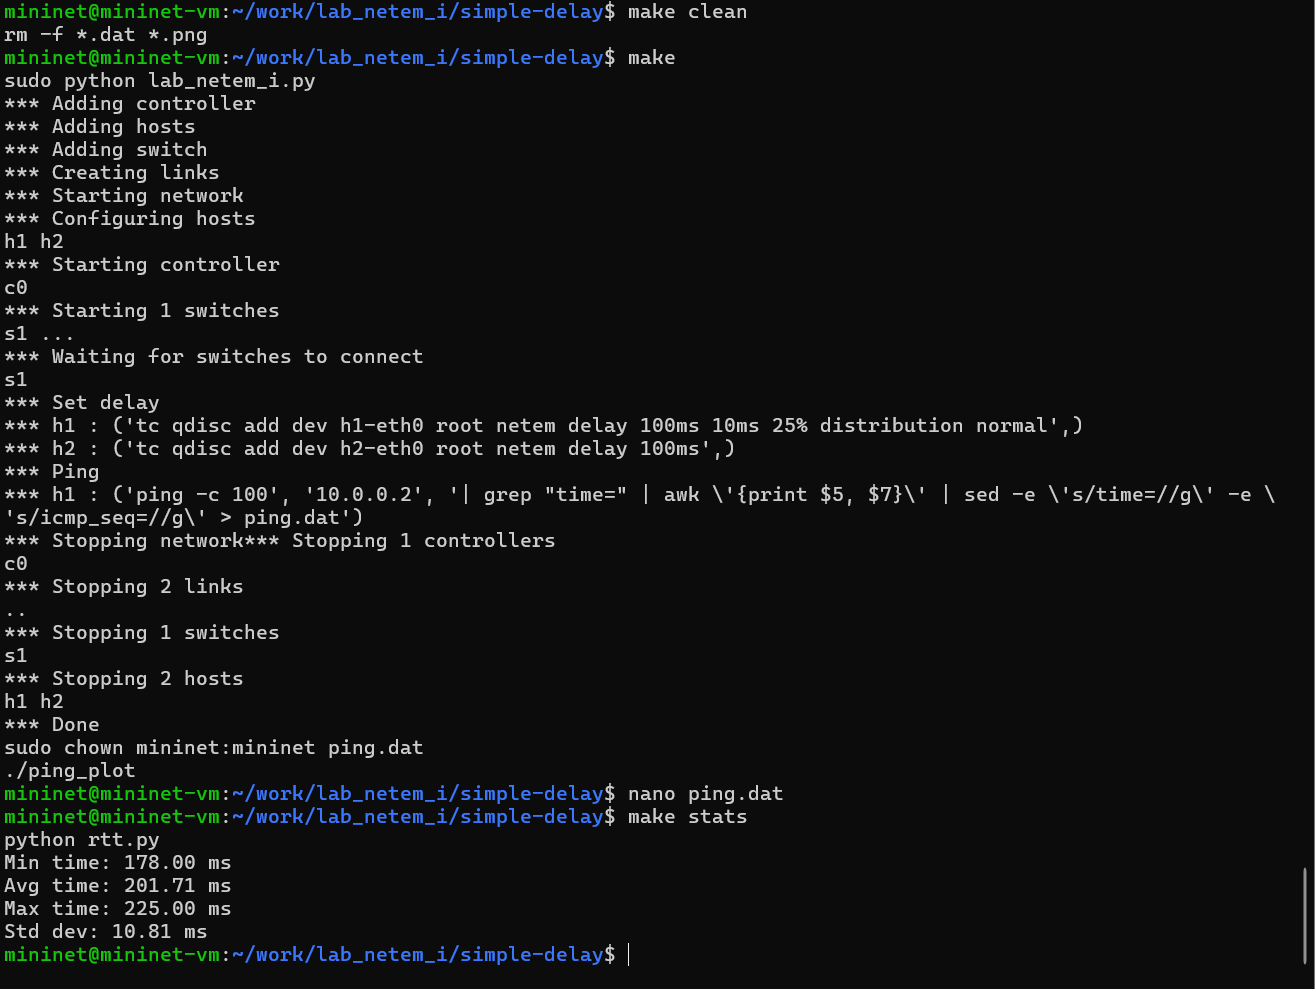 mininet@mininet-vm:~/work/lab_netem_i/simple-delay$ make clean
rm -f *.dat *.png
mininet@mininet-vm:~/work/lab_netem_i/simple-delay$ make
sudo python lab_netem_i.py
*** Adding controller
*** Adding hosts
*** Adding switch
*** Creating links
*** Starting network
*** Configuring hosts
h1 h2
*** Starting controller
c0
*** Starting 1 switches
s1 ...
*** Waiting for switches to connect
s1
*** Set delay
*** h1 : ('tc qdisc add dev h1-eth0 root netem delay 100ms 10ms 25% distribution normal',)
*** h2 : ('tc qdisc add dev h2-eth0 root netem delay 100ms',)
*** Ping
*** h1 : ('ping -c 100', '10.0.0.2', '| grep "time=" | awk \'{print $5, $7}\' | sed -e \'s/time=//g\' -e \
's/icmp_seq=//g\' > ping.dat')
*** Stopping network*** Stopping 1 controllers
c0
*** Stopping 2 links
..
*** Stopping 1 switches
s1
*** Stopping 2 hosts
h1 h2
*** Done
sudo chown mininet:mininet ping.dat
./ping_plot
mininet@mininet-vm:~/work/lab_netem_i/simple-delay$ nano ping.dat
mininet@mininet-vm:~/work/lab_netem_i/simple-delay$ make stats
python rtt.py
Min time: 178.00 ms
Avg time: 201.71 ms
Max time: 225.00 ms
Std dev: 10.81 ms
mininet@mininet-vm:~/work/lab_netem_i/simple-delay$